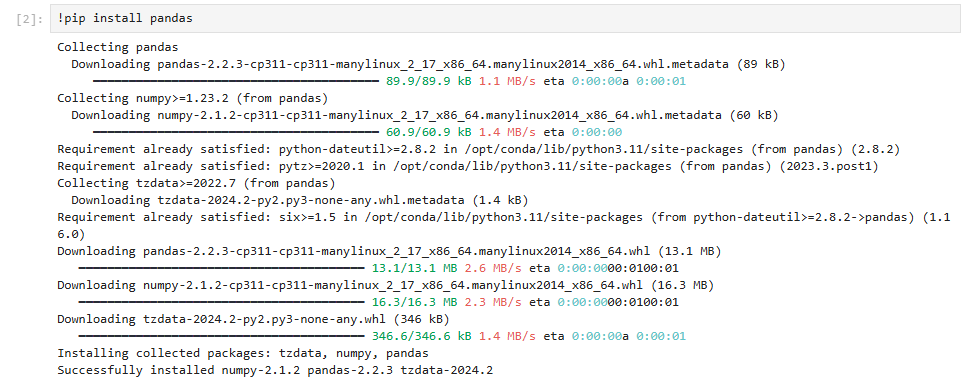 [2]: !pip install pandas
Collecting pandas
Downloading pandas-2.2.3-cp311-cp311-manylinux_2_17_x86_64.manylinux2014_x86_64.whl.metadata (89 kB)
89.9/89.9 kB 1.1 MB/s eta 0:00:00a 0:00:01
Collecting numpy>=1.23.2 (from pandas)
Downloading numpy-2.1.2-cp311-cp311-manylinux_2_17_x86_64.manylinux2014_x86_64.whl.metadata (60 kB)
60.9/60.9 kB 1.4 MB/s eta 0:00:00
Requirement already satisfied: python-dateutil>=2.8.2 in /opt/conda/lib/python3.11/site-packages (from pandas) (2.8.2)
Requirement already satisfied: pytz>=2020.1 in /opt/conda/lib/python3.11/site-packages (from pandas) (2023.3.post1)
Collecting tzdata>=2022.7 (from pandas)
Downloading tzdata-2024.2-py2.py3-none-any.whl.metadata (1.4 kB)
Requirement already satisfied: six>=1.5 in /opt/conda/lib/python3.11/site-packages (from python-dateutil>=2.8.2->pandas) (1.1
6.0)
Downloading pandas-2.2.3-cp311-cp311-manylinux_2_17_x86_64.manylinux2014_x86_64.whl (13.1 MB)
13.1/13.1 MB 2.6 MB/s eta 0:00:0000:0100:01
Downloading numpy-2.1.2-cp311-cp311-manylinux_2_17_x86_64.manylinux2014_x86_64.whl (16.3 MB)
16.3/16.3 MB 2.3 MB/s eta 0:00:0000:0100:01
Downloading tzdata-2024.2-py2.py3-none-any.whl (346 kB)
346.6/346.6 kB 1.4 MB/s eta 0:00:00a 0:00:01
Installing collected packages: tzdata, numpy, pandas
Successfully installed numpy-2.1.2 pandas-2.2.3 tzdata-2024.2